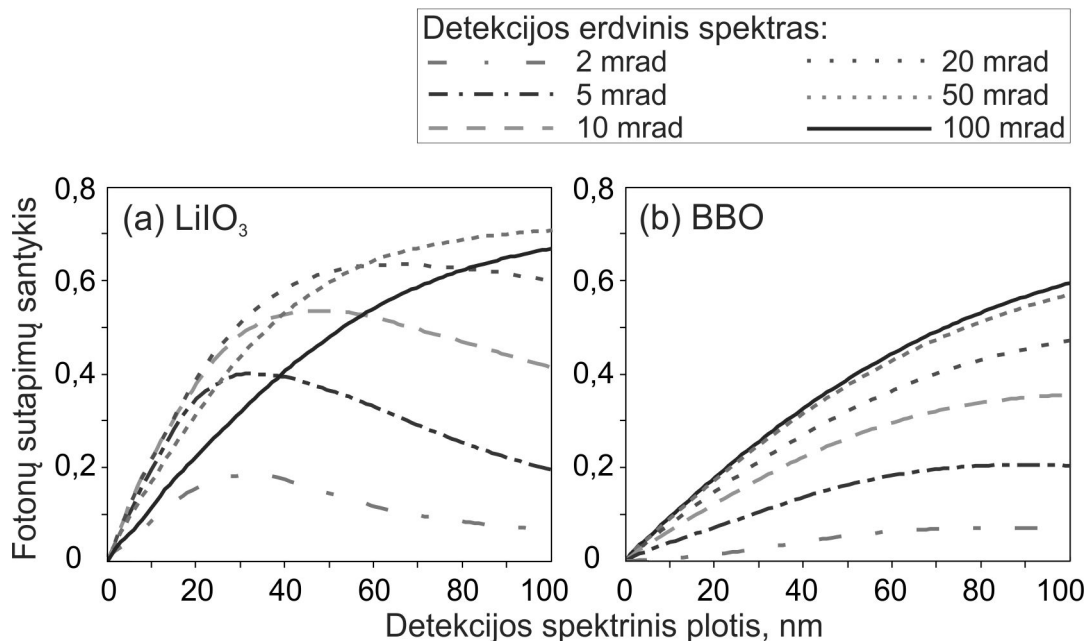 Detekcijos erdvinis spektras:
2 mrad
20 mrad
5 mrad
50 mrad
10 mrad
100 mrad
Fotonų sutapimų santykis
0,8
0,6
0,4
0,2
0
(a) LiIO₃
0 20 40 60 80 100
0,8
0,6
0,4
0,2
0
(b) BBO
0 20 40 60 80 100
Detekcijos spektrinis plotis, nm